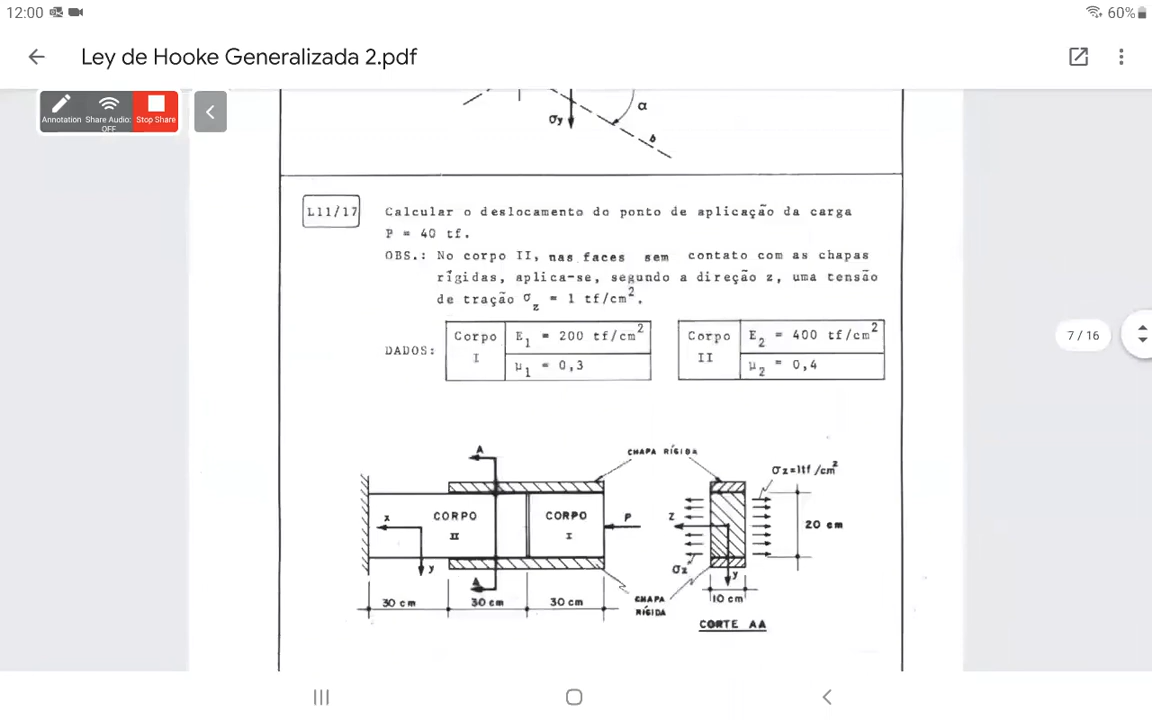 12:00
60%
Ley de Hooke Generalizada 2.pdf
Annotation Share Audio: OFF Stop Share
α
σy
b
L11/17 Calcular o deslocamento do ponto de aplicação da carga
P = 40 tf.
OBS.: No corpo II, nas faces sem contato com as chapas
rígidas, aplica-se, segundo a direção z, uma tensão
de tração σz = 1 tf/cm².
DADOS:
Corpo I
E1 = 200 tf/cm²
μ1 = 0,3
Corpo II
E2 = 400 tf/cm²
μ2 = 0,4
7 / 16
A
CHAPA RÍGIDA
σz=1tf/cm²
x
CORPO II
CORPO I
P
z
20 cm
y
σz
y
A
30 cm
30 cm
30 cm
CHAPA RÍGIDA
10 cm
CORTE AA